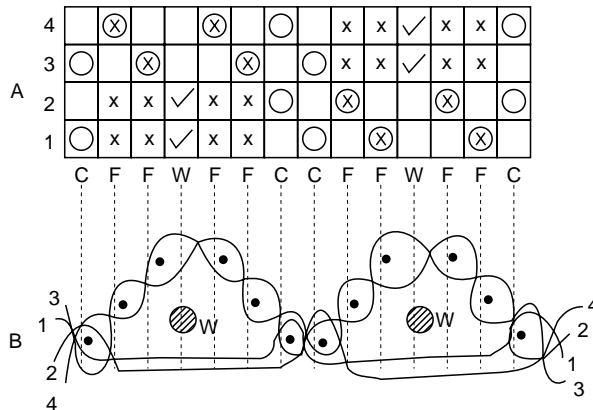 4 x x x x ✓ x x
3 x x x x ✓ x x
A
2 x x ✓ x x x x
1 x x ✓ x x x x
C F F W F F C C F F W F F C
3 4
1 W W 2
B
2 1
4 3